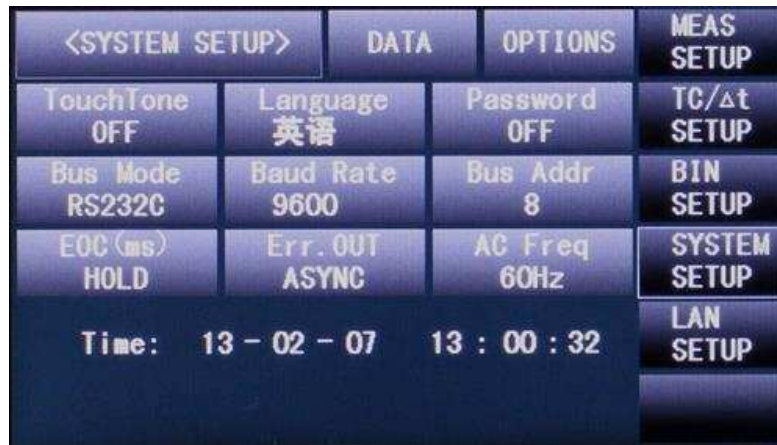 <SYSTEM SETUP> DATA OPTIONS
MEAS SETUP
TouchTone OFF
Language 英语
Password OFF
TC/Δt SETUP
Bus Mode RS232C
Baud Rate 9600
Bus Addr 8
BIN SETUP
EOC(ms) HOLD
Err.OUT ASYNC
AC Freq 60Hz
SYSTEM SETUP
Time: 13-02-07 13:00:32
LAN SETUP